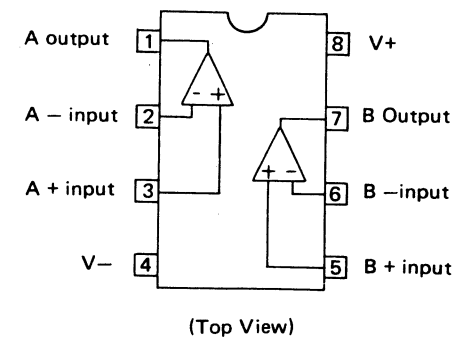 A output 1
8 V+
- +
A – input 2
7 B Output
A + input 3
+ –
6 B –input
V– 4
5 B + input
(Top View)